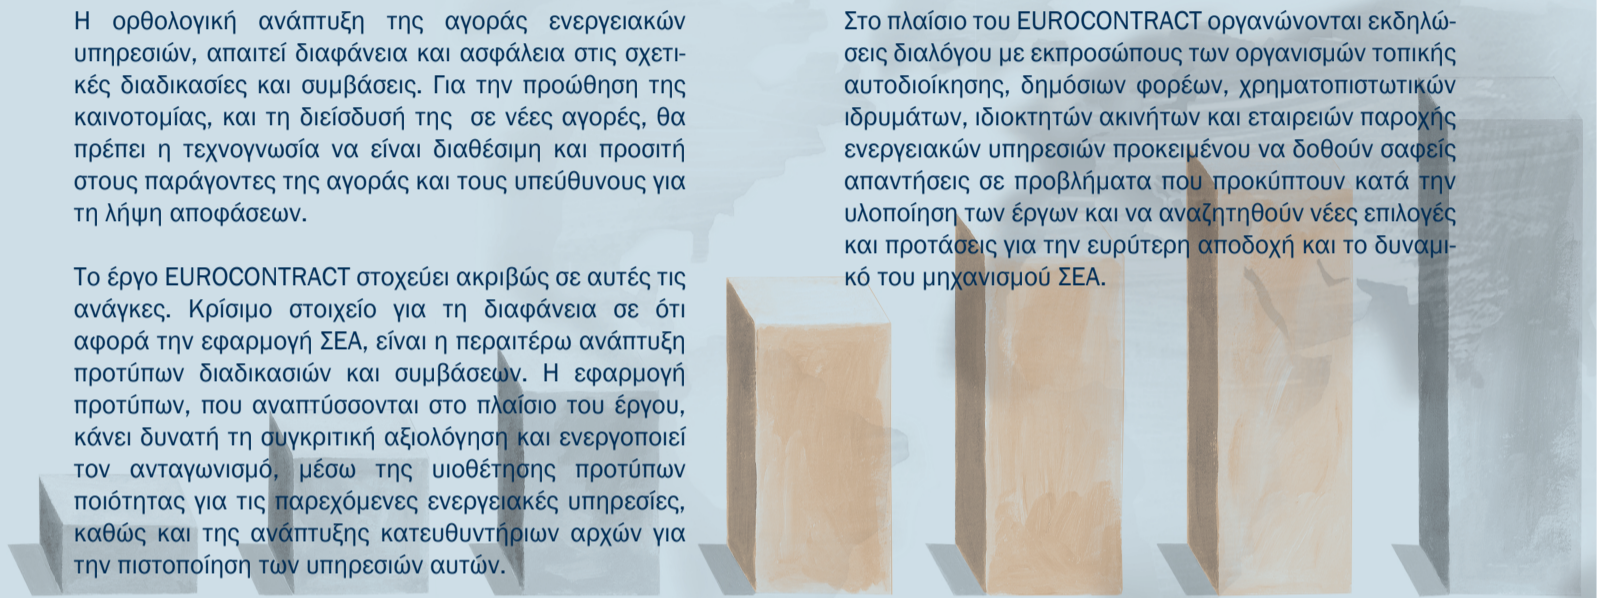 Η ορθολογική ανάπτυξη της αγοράς ενεργειακών
υπηρεσιών, απαιτεί διαφάνεια και ασφάλεια στις σχετι-
κές διαδικασίες και συμβάσεις. Για την προώθηση της
καινοτομίας, και τη διείσδυσή της σε νέες αγορές, θα
πρέπει η τεχνογνωσία να είναι διαθέσιμη και προσιτή
στους παράγοντες της αγοράς και τους υπεύθυνους για
τη λήψη αποφάσεων.
Το έργο EUROCONTRACT στοχεύει ακριβώς σε αυτές τις
ανάγκες. Κρίσιμο στοιχείο για τη διαφάνεια σε ότι
αφορά την εφαρμογή ΣΕΑ, είναι η περαιτέρω ανάπτυξη
προτύπων διαδικασιών και συμβάσεων. Η εφαρμογή
προτύπων, που αναπτύσσονται στο πλαίσιο του έργου,
κάνει δυνατή τη συγκριτική αξιολόγηση και ενεργοποιεί
τον ανταγωνισμό, μέσω της υιοθέτησης προτύπων
ποιότητας για τις παρεχόμενες ενεργειακές υπηρεσίες,
καθώς και της ανάπτυξης κατευθυντήριων αρχών για
την πιστοποίηση των υπηρεσιών αυτών.
Στο πλαίσιο του EUROCONTRACT οργανώνονται εκδηλώ-
σεις διαλόγου με εκπροσώπους των οργανισμών τοπικής
αυτοδιοίκησης, δημόσιων φορέων, χρηματοπιστωτικών
ιδρυμάτων, ιδιοκτητών ακινήτων και εταιρειών παροχής
ενεργειακών υπηρεσιών προκειμένου να δοθούν σαφείς
απαντήσεις σε προβλήματα που προκύπτουν κατά την
υλοποίηση των έργων και να αναζητηθούν νέες επιλογές
και προτάσεις για την ευρύτερη αποδοχή και το δυναμι-
κό του μηχανισμού ΣΕΑ.